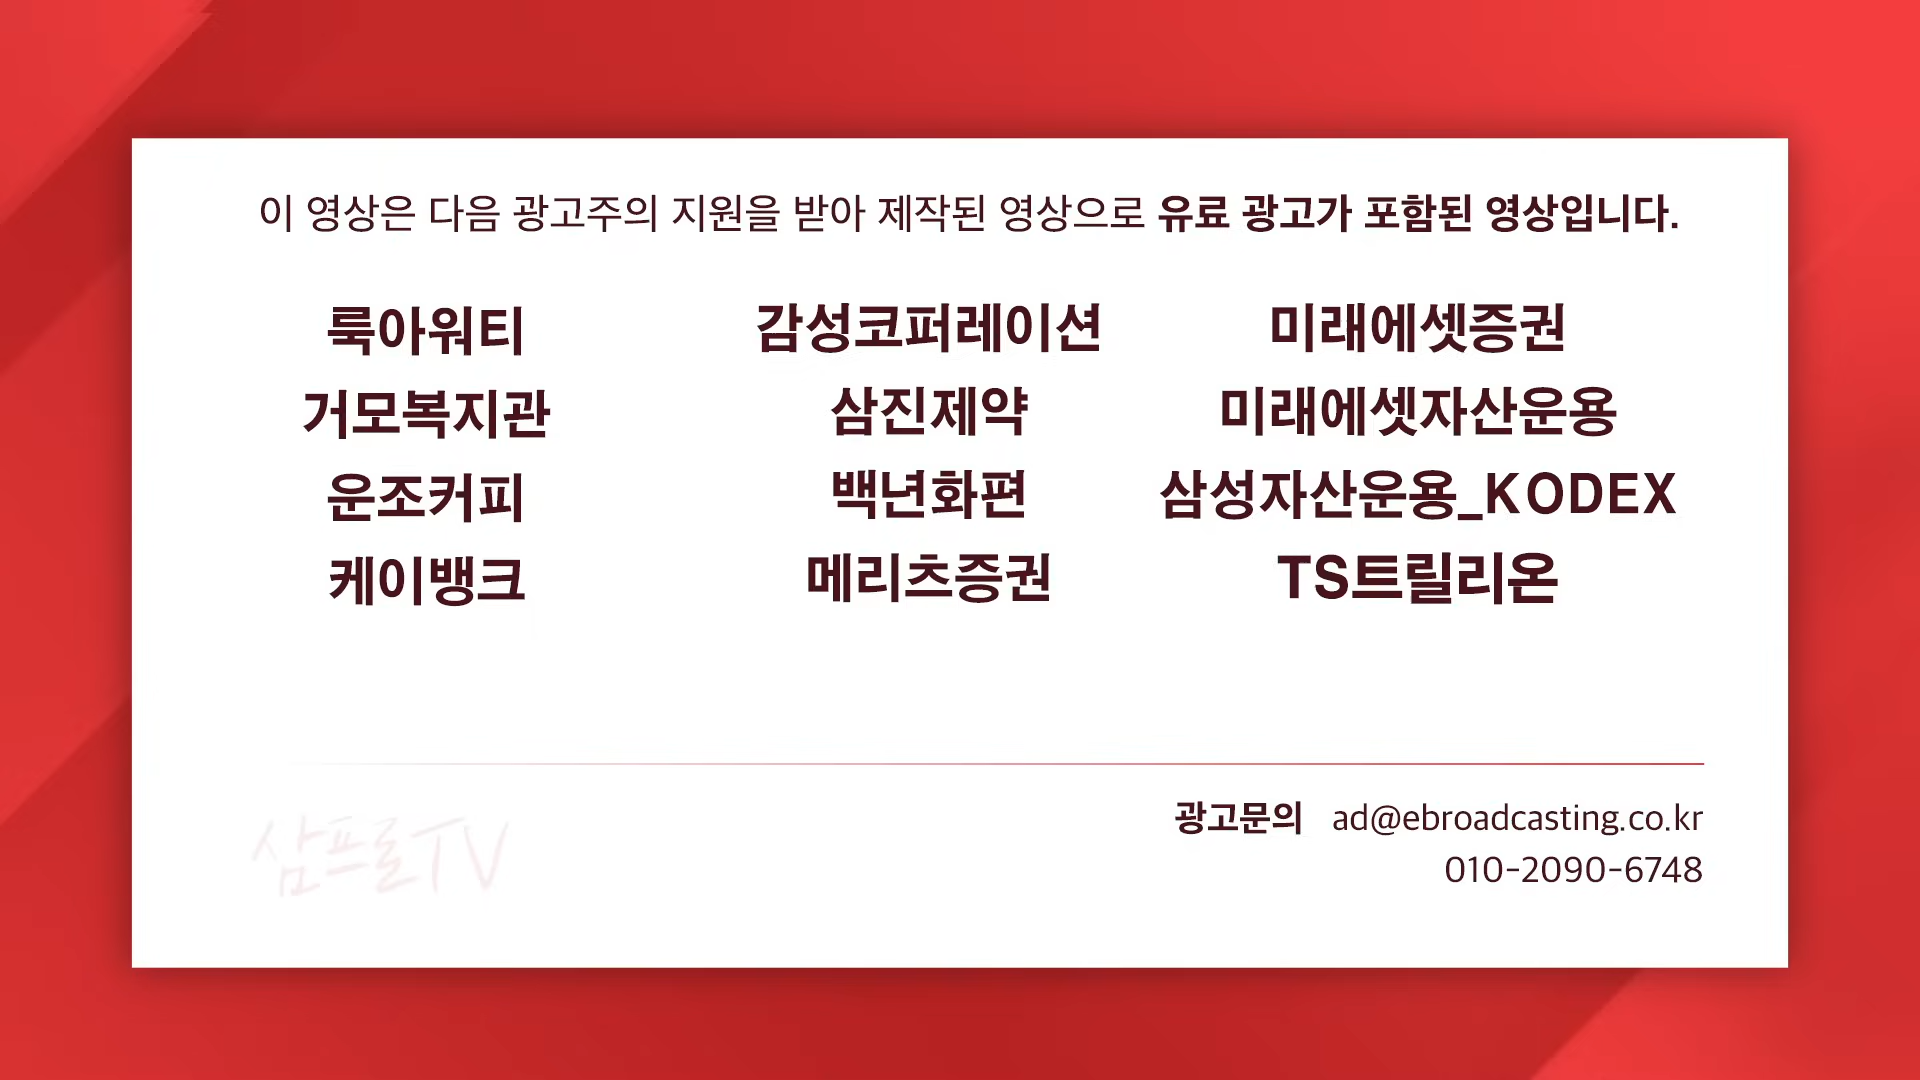 이 영상은 다음 광고주의 지원을 받아 제작된 영상으로 유료 광고가 포함된 영상입니다.
룩아워티 감성코퍼레이션 미래에셋증권
거모복지관 삼진제약 미래에셋자산운용
운조커피 백년화편 삼성자산운용_KODEX
케이뱅크 메리츠증권 TS트릴리온
광고문의 ad@ebroadcasting.co.kr
삼프로TV
010-2090-6748